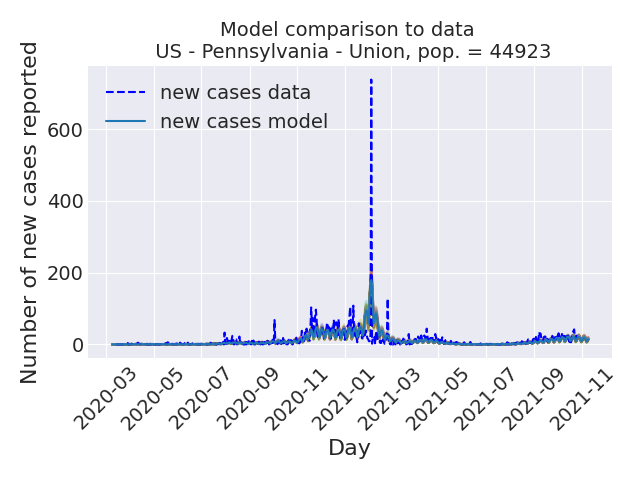 Model comparison to data
US - Pennsylvania - Union, pop. = 44923
Number of new cases reported
new cases data
new cases model
600
400
200
0
2020-03
2020-05
2020-07
2020-09
2020-11
2021-01
2021-03
2021-05
2021-07
2021-09
2021-11
Day